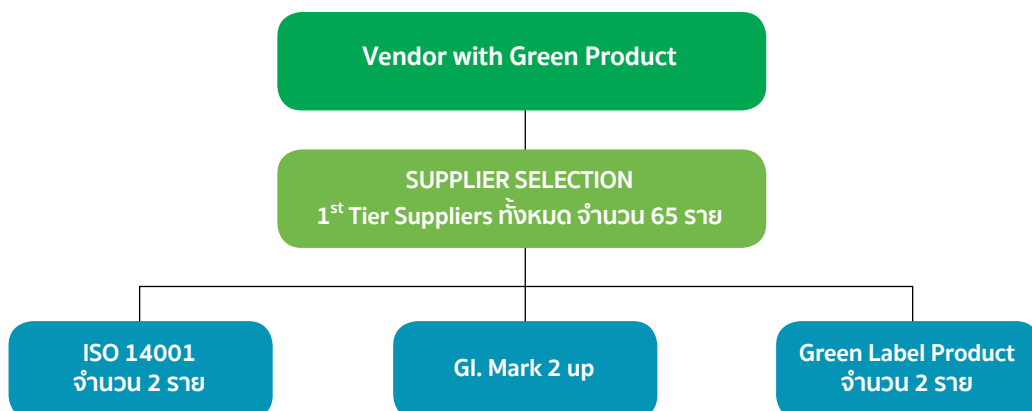 Vendor with Green Product
SUPPLIER SELECTION
1st Tier Suppliers ทั้งหมด จำนวน 65 ราย
ISO 14001
จำนวน 2 ราย
GI. Mark 2 up
Green Label Product
จำนวน 2 ราย